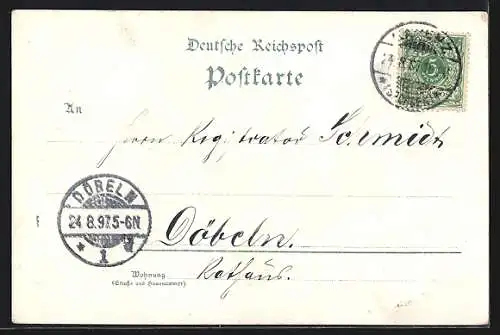 Deutsche Reichspost
Postkarte
5
An
Herrn Registrator Schmidt
DÖBELN
24 8.97.5-6N
* 1
Döbeln.
Rathaus.
Wohnung
(Straße und Hausnummer)